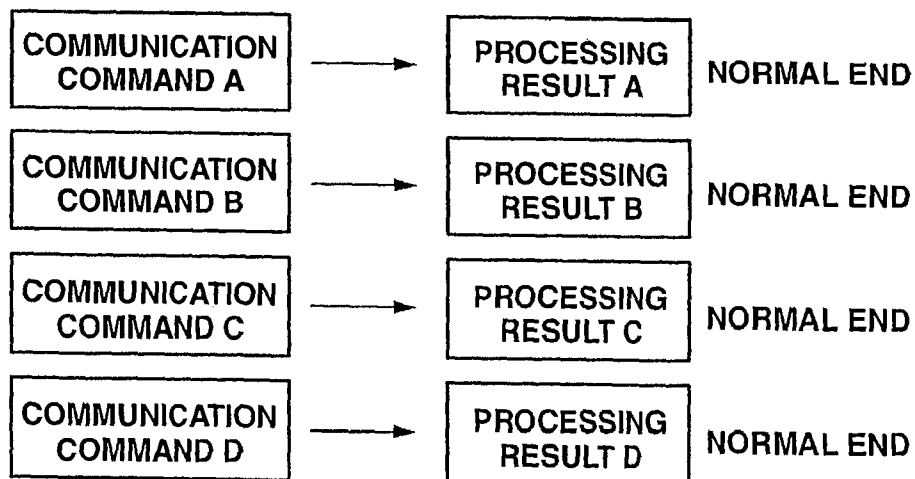 COMMUNICATION
COMMAND A
PROCESSING
RESULT A
NORMAL END
COMMUNICATION
COMMAND B
PROCESSING
RESULT B
NORMAL END
COMMUNICATION
COMMAND C
PROCESSING
RESULT C
NORMAL END
COMMUNICATION
COMMAND D
PROCESSING
RESULT D
NORMAL END